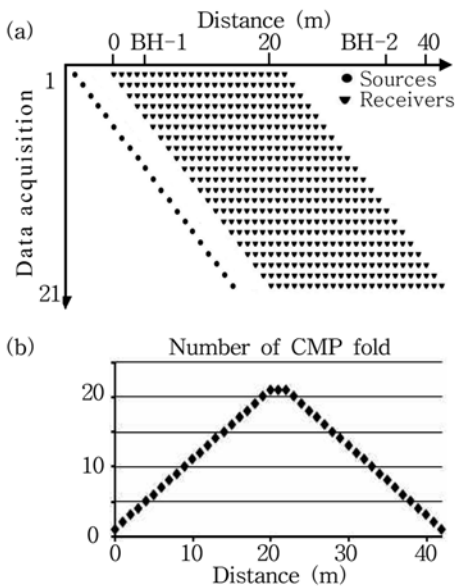 (a)
Distance (m)
0 BH-1 20 BH-2 40
1
Sources
Receivers
Data acquisition
21
(b)
Number of CMP fold
20
10
0
0 10 20 30 40
Distance (m)